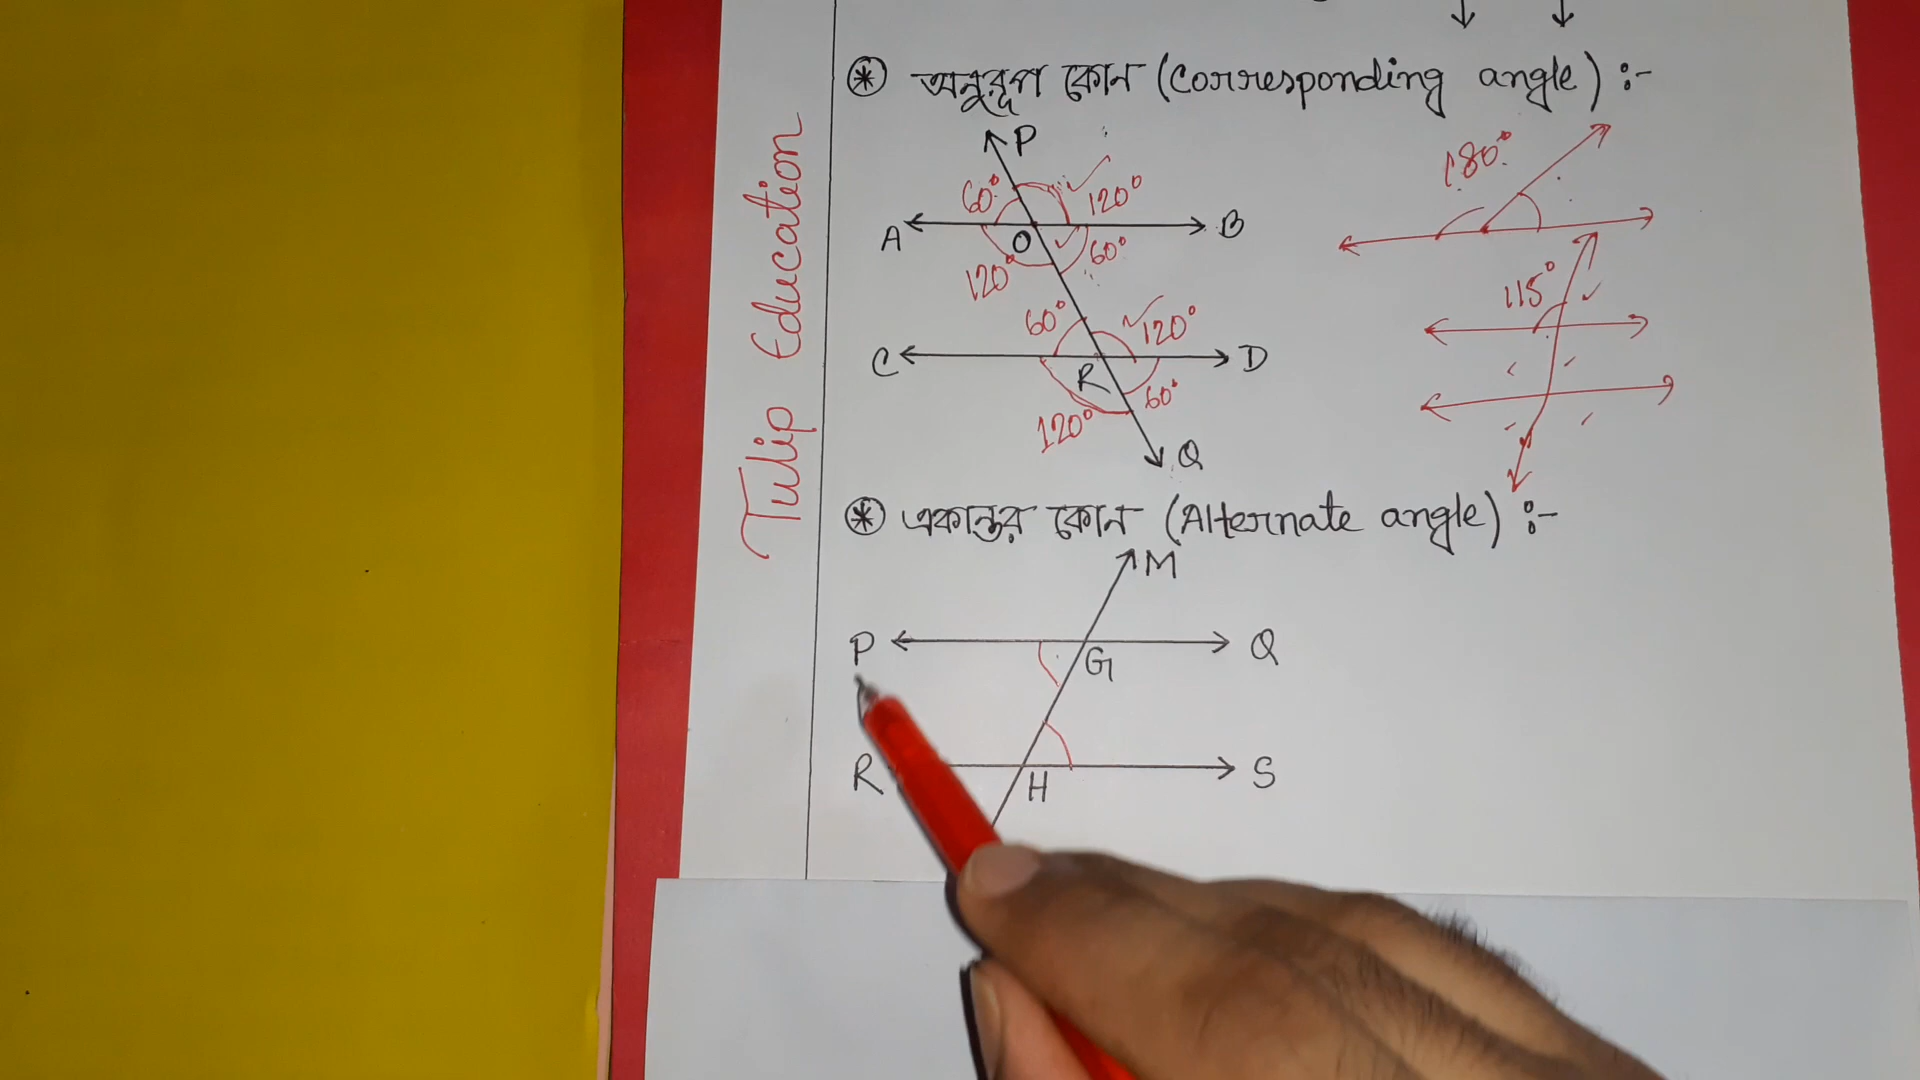 Tulip Education
* অনুরূপ কোন (Corresponding angle) :-
P
180°
60° 120°
A B
O 60°
120°
115°
60° 120°
C D
R 60°
120°
Q
* একান্তর কোন (Alternate angle) :-
M
P Q
G
R S
H